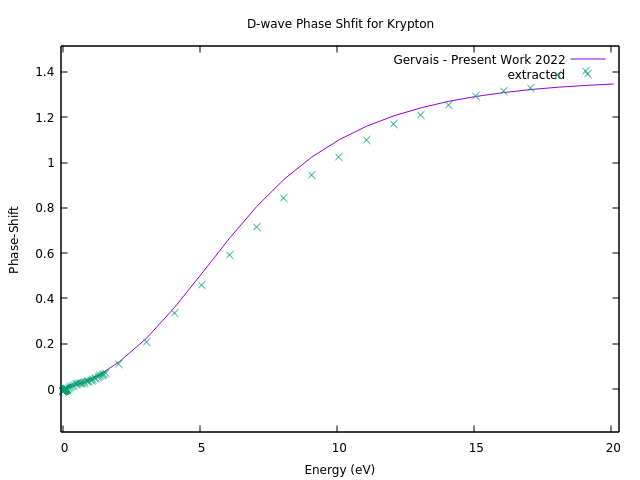 D-wave Phase Shfit for Krypton
Gervais - Present Work 2022
extracted
1.4
1.2
1
0.8
0.6
0.4
0.2
0
Phase-Shift
0 5 10 15 20
Energy (eV)